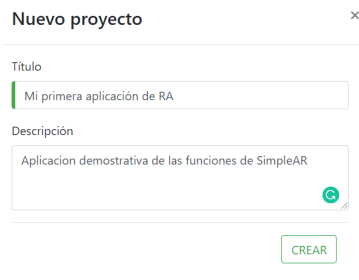 Nuevo proyecto
×
Título
Mi primera aplicación de RA
Descripción
Aplicacion demostrativa de las funciones de SimpleAR
CREAR